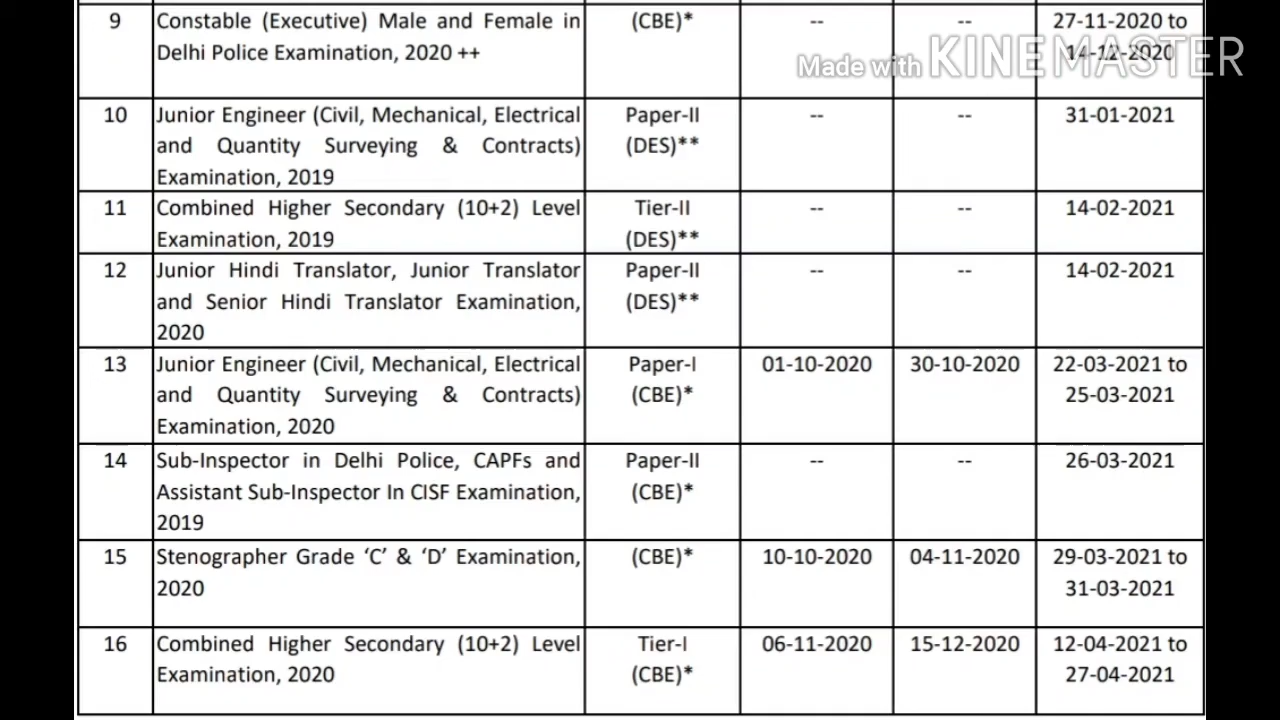 9 Constable (Executive) Male and Female in (CBE)* -- -- 27-11-2020 to
Delhi Police Examination, 2020 ++ 14-12-2020
Made with KINEMASTER
10 Junior Engineer (Civil, Mechanical, Electrical Paper-II -- -- 31-01-2021
and Quantity Surveying & Contracts) (DES)**
Examination, 2019
11 Combined Higher Secondary (10+2) Level Tier-II -- -- 14-02-2021
Examination, 2019 (DES)**
12 Junior Hindi Translator, Junior Translator Paper-II -- -- 14-02-2021
and Senior Hindi Translator Examination, (DES)**
2020
13 Junior Engineer (Civil, Mechanical, Electrical Paper-I 01-10-2020 30-10-2020 22-03-2021 to
and Quantity Surveying & Contracts) (CBE)* 25-03-2021
Examination, 2020
14 Sub-Inspector in Delhi Police, CAPFs and Paper-II -- -- 26-03-2021
Assistant Sub-Inspector In CISF Examination, (CBE)*
2019
15 Stenographer Grade ‘C’ & ‘D’ Examination, (CBE)* 10-10-2020 04-11-2020 29-03-2021 to
2020 31-03-2021
16 Combined Higher Secondary (10+2) Level Tier-I 06-11-2020 15-12-2020 12-04-2021 to
Examination, 2020 (CBE)* 27-04-2021